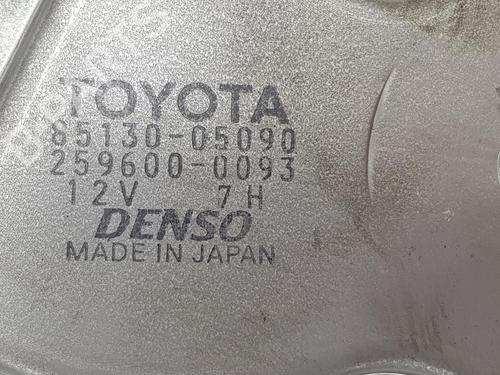 TOYOTA
85130-05090
259600-0093
12V 7H
DENSO
MADE IN JAPAN